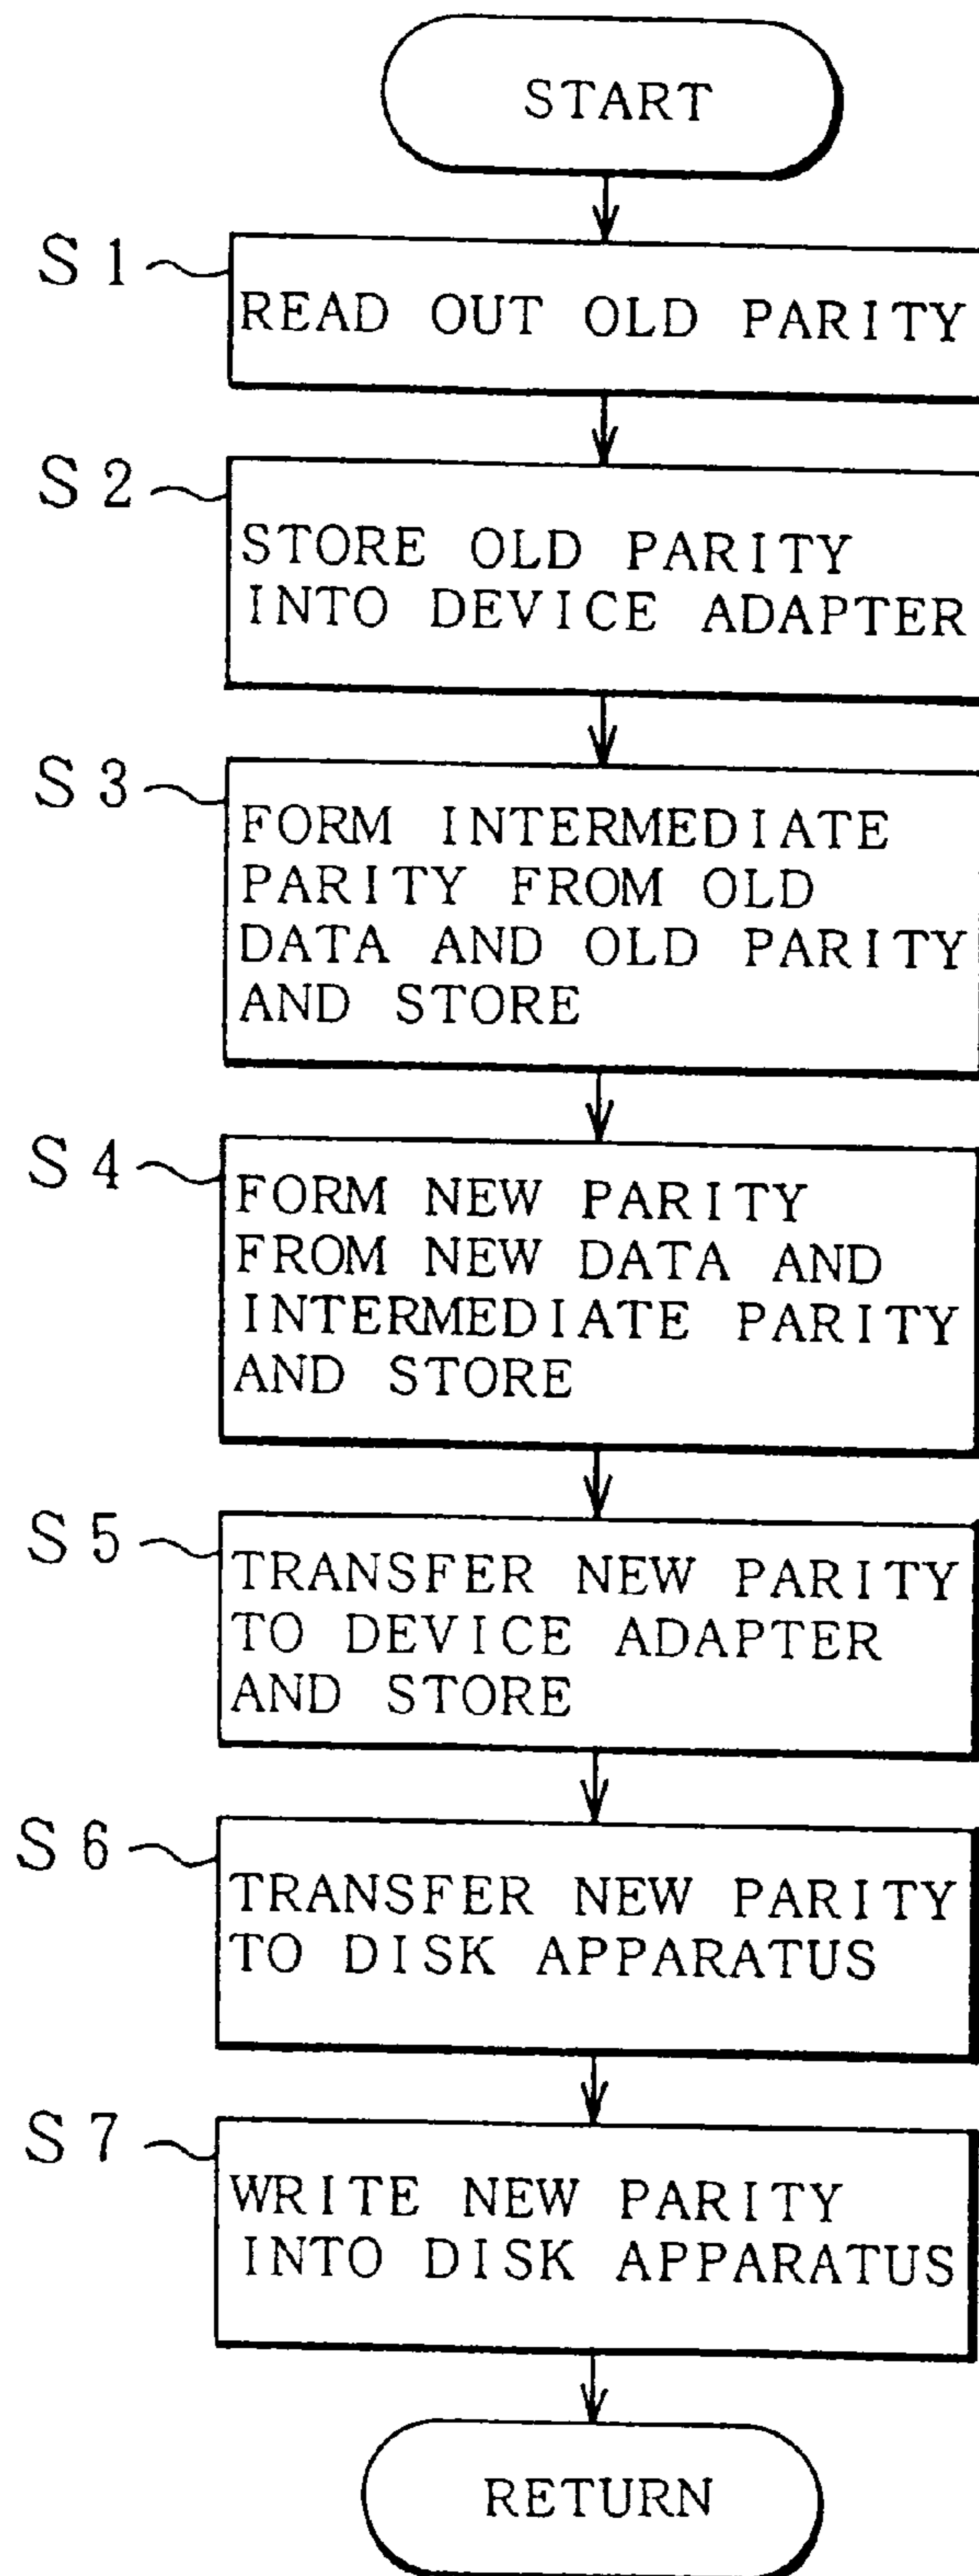 START
S1
READ OUT OLD PARITY
S2
STORE OLD PARITY
INTO DEVICE ADAPTER
S3
FORM INTERMEDIATE
PARITY FROM OLD
DATA AND OLD PARITY
AND STORE
S4
FORM NEW PARITY
FROM NEW DATA AND
INTERMEDIATE PARITY
AND STORE
S5
TRANSFER NEW PARITY
TO DEVICE ADAPTER
AND STORE
S6
TRANSFER NEW PARITY
TO DISK APPARATUS
S7
WRITE NEW PARITY
INTO DISK APPARATUS
RETURN